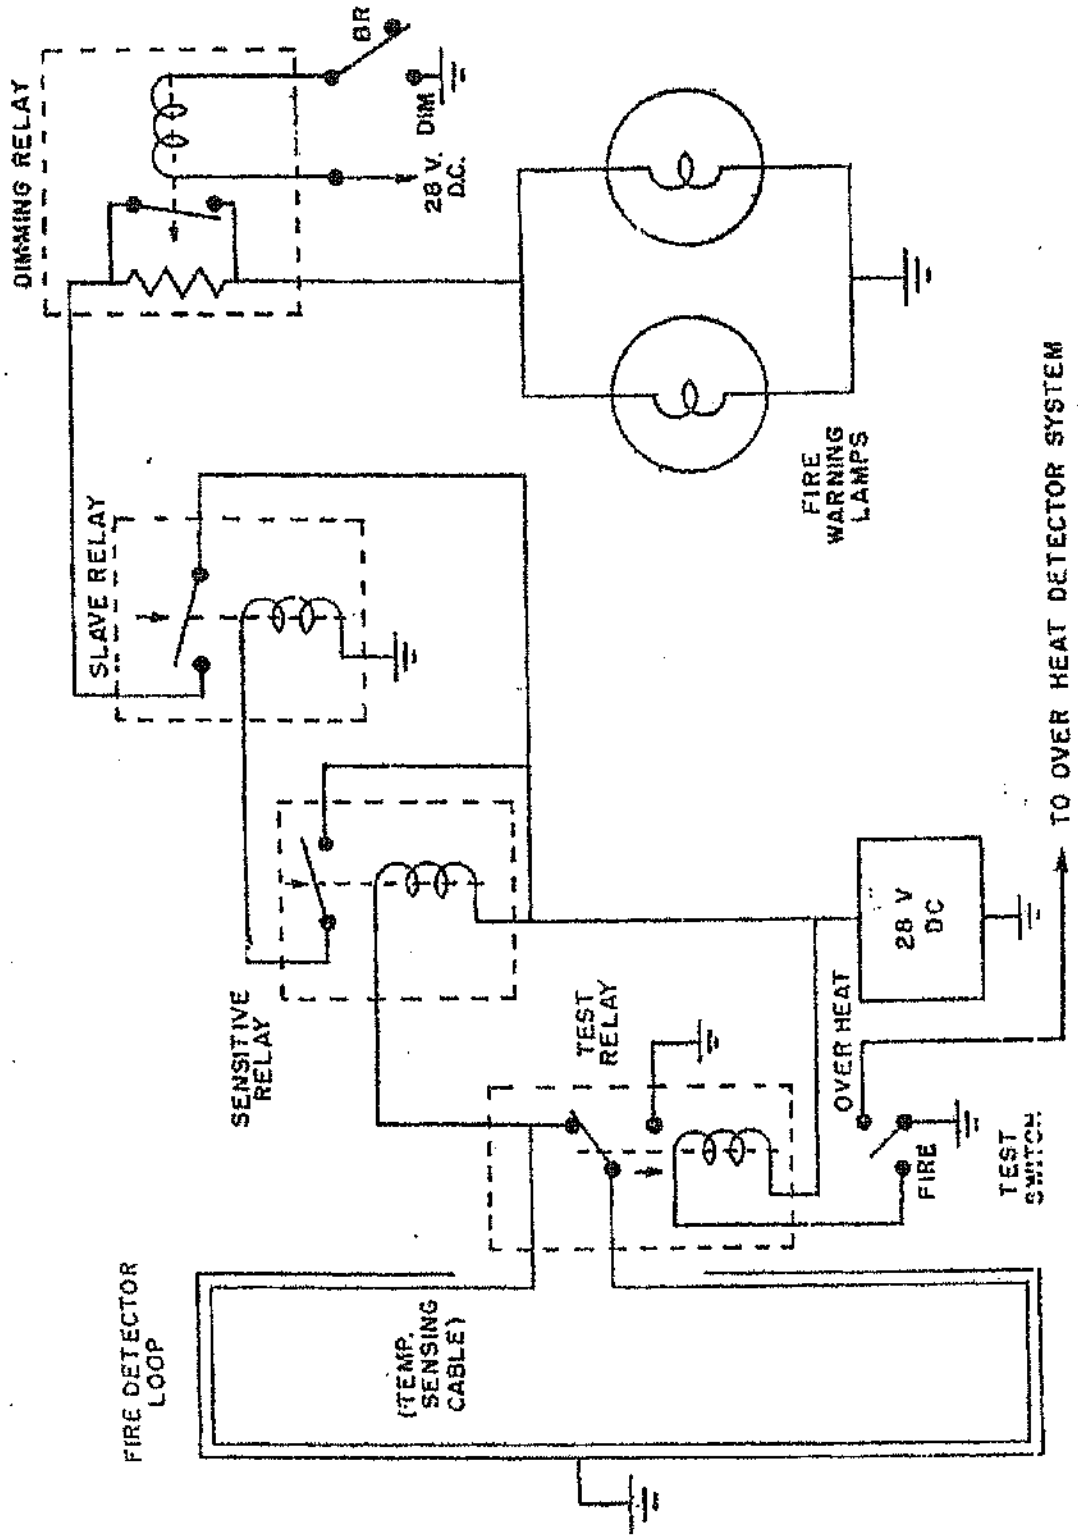 FIRE DETECTOR
LOOP
(TEMP.
SENSING
CABLE)
SENSITIVE
RELAY
TEST
RELAY
SLAVE RELAY
DIMMING RELAY
BR
DIM
28 V.
D.C.
FIRE
WARNING
LAMPS
28 V
DC
OVER HEAT
FIRE
TEST
SWITCH
TO OVER HEAT DETECTOR SYSTEM